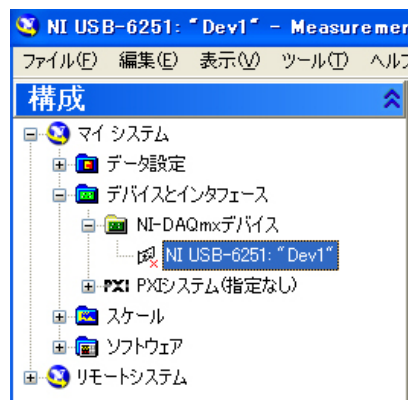 NI USB-6251: "Dev1" - Measuremen
ファイル(F) 編集(E) 表示(V) ツール(T) ヘルプ
構成
マイ システム
データ設定
デバイスとインタフェース
NI-DAQmxデバイス
NI USB-6251: "Dev1"
PXI PXIシステム(指定なし)
スケール
ソフトウェア
リモートシステム